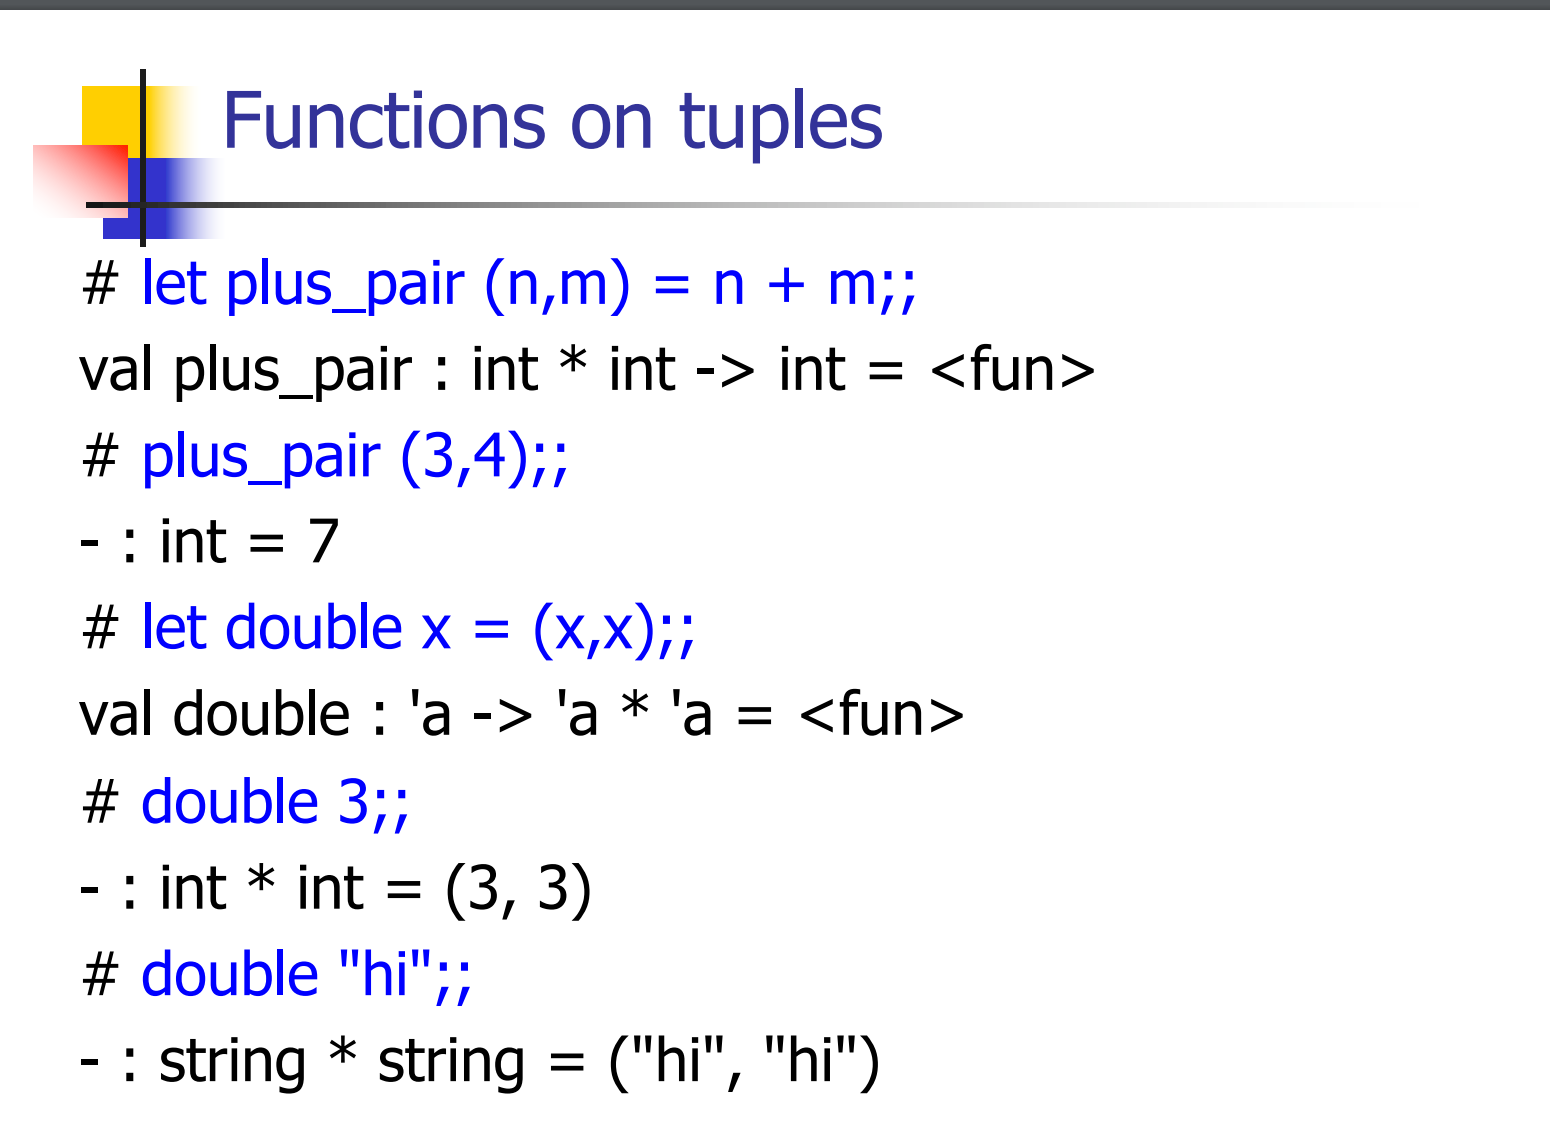 Functions on tuples
# let plus_pair (n,m) = n + m;;
val plus_pair : int * int -> int = <fun>
# plus_pair (3,4);;
- : int = 7
# let double x = (x,x);;
val double : 'a -> 'a * 'a = <fun>
# double 3;;
- : int * int = (3, 3)
# double "hi";;
- : string * string = ("hi", "hi")